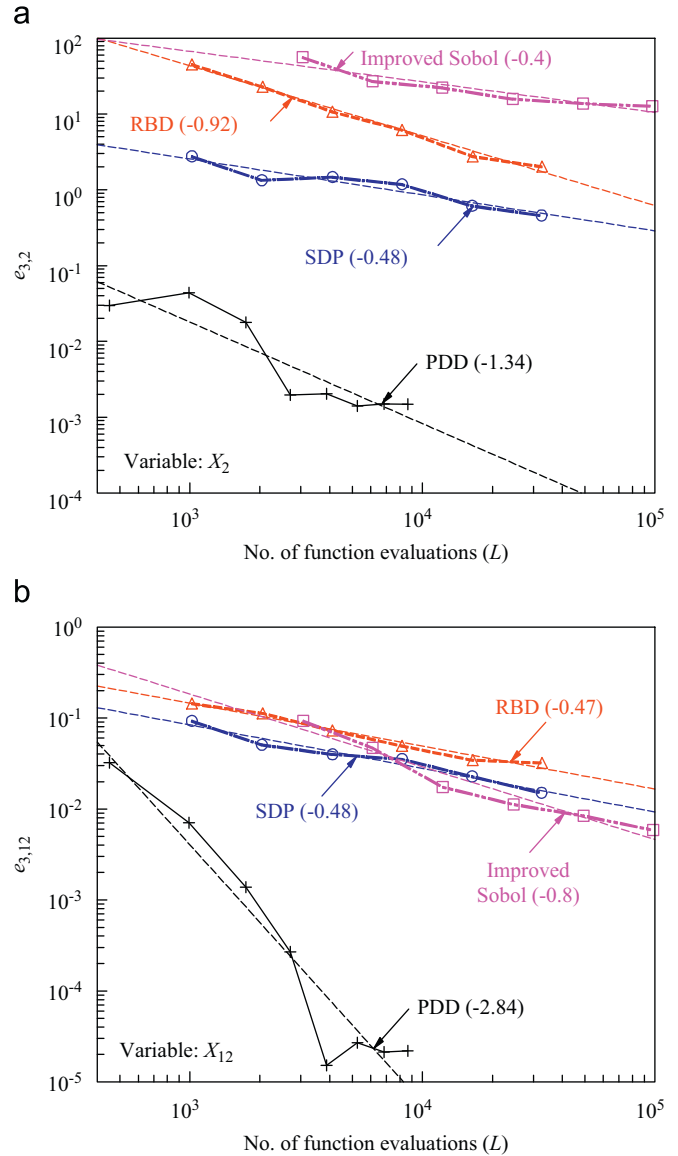 a
10^2
10^1
10^0
10^-1
10^-2
10^-3
10^-4
e_{3,2}
Improved Sobol (-0.4)
RBD (-0.92)
SDP (-0.48)
PDD (-1.34)
Variable: X_2
10^3
10^4
10^5
No. of function evaluations (L)
b
10^0
10^-1
10^-2
10^-3
10^-4
10^-5
e_{3,12}
RBD (-0.47)
SDP (-0.48)
Improved
Sobol (-0.8)
PDD (-2.84)
Variable: X_12
10^3
10^4
10^5
No. of function evaluations (L)